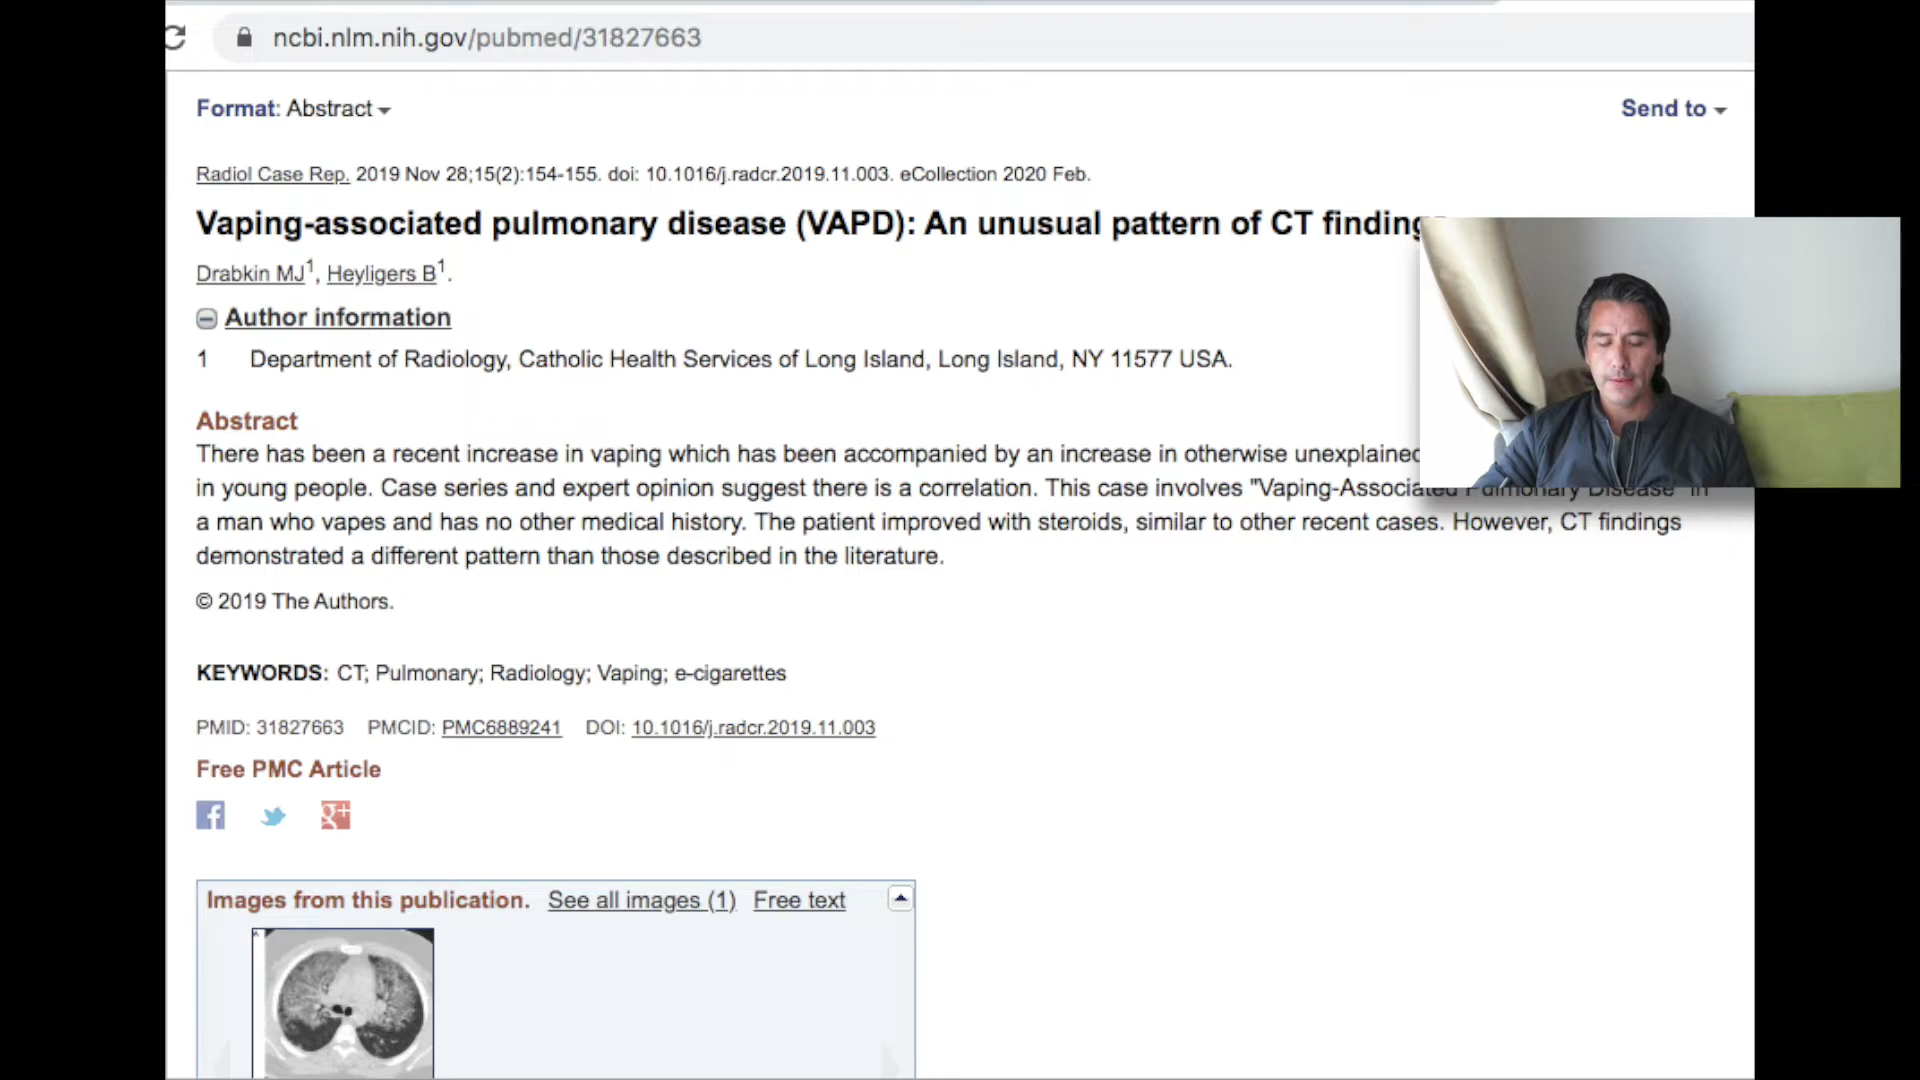 ncbi.nlm.nih.gov/pubmed/31827663
Format: Abstract
Send to
Radiol Case Rep. 2019 Nov 28;15(2):154-155. doi: 10.1016/j.radcr.2019.11.003. eCollection 2020 Feb.
Vaping-associated pulmonary disease (VAPD): An unusual pattern of CT finding
Drabkin MJ1, Heyligers B1.
Author information
1 Department of Radiology, Catholic Health Services of Long Island, Long Island, NY 11577 USA.
Abstract
There has been a recent increase in vaping which has been accompanied by an increase in otherwise unexplained
in young people. Case series and expert opinion suggest there is a correlation. This case involves "Vaping-Associated Pulmonary Disease" in
a man who vapes and has no other medical history. The patient improved with steroids, similar to other recent cases. However, CT findings
demonstrated a different pattern than those described in the literature.
© 2019 The Authors.
KEYWORDS: CT; Pulmonary; Radiology; Vaping; e-cigarettes
PMID: 31827663 PMCID: PMC6889241 DOI: 10.1016/j.radcr.2019.11.003
Free PMC Article
f
g+
Images from this publication. See all images (1) Free text